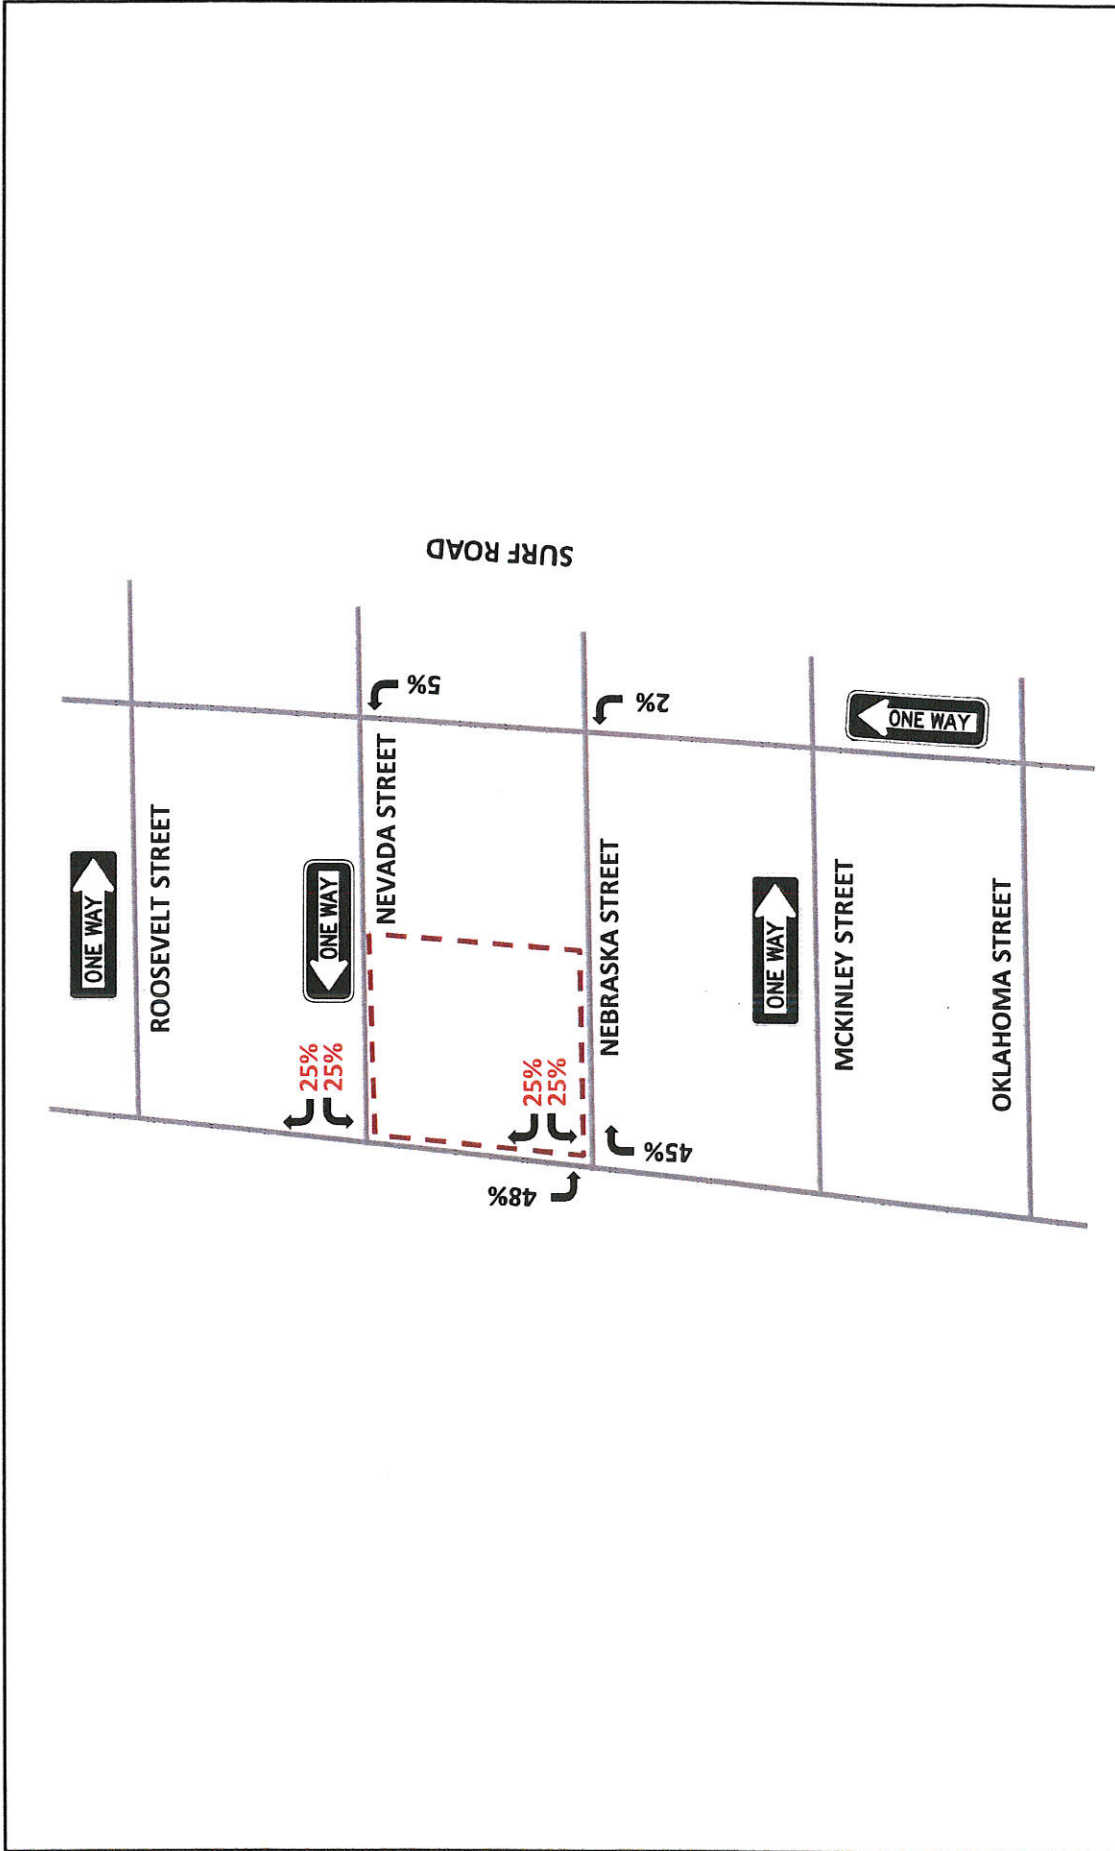 SURF ROAD
ONE WAY
ROOSEVELT STREET
ONE WAY
25%
25%
NEVADA STREET
5%
25%
25%
NEBRASKA STREET
2%
48%
45%
ONE WAY
ONE WAY
MCKINLEY STREET
OKLAHOMA STREET